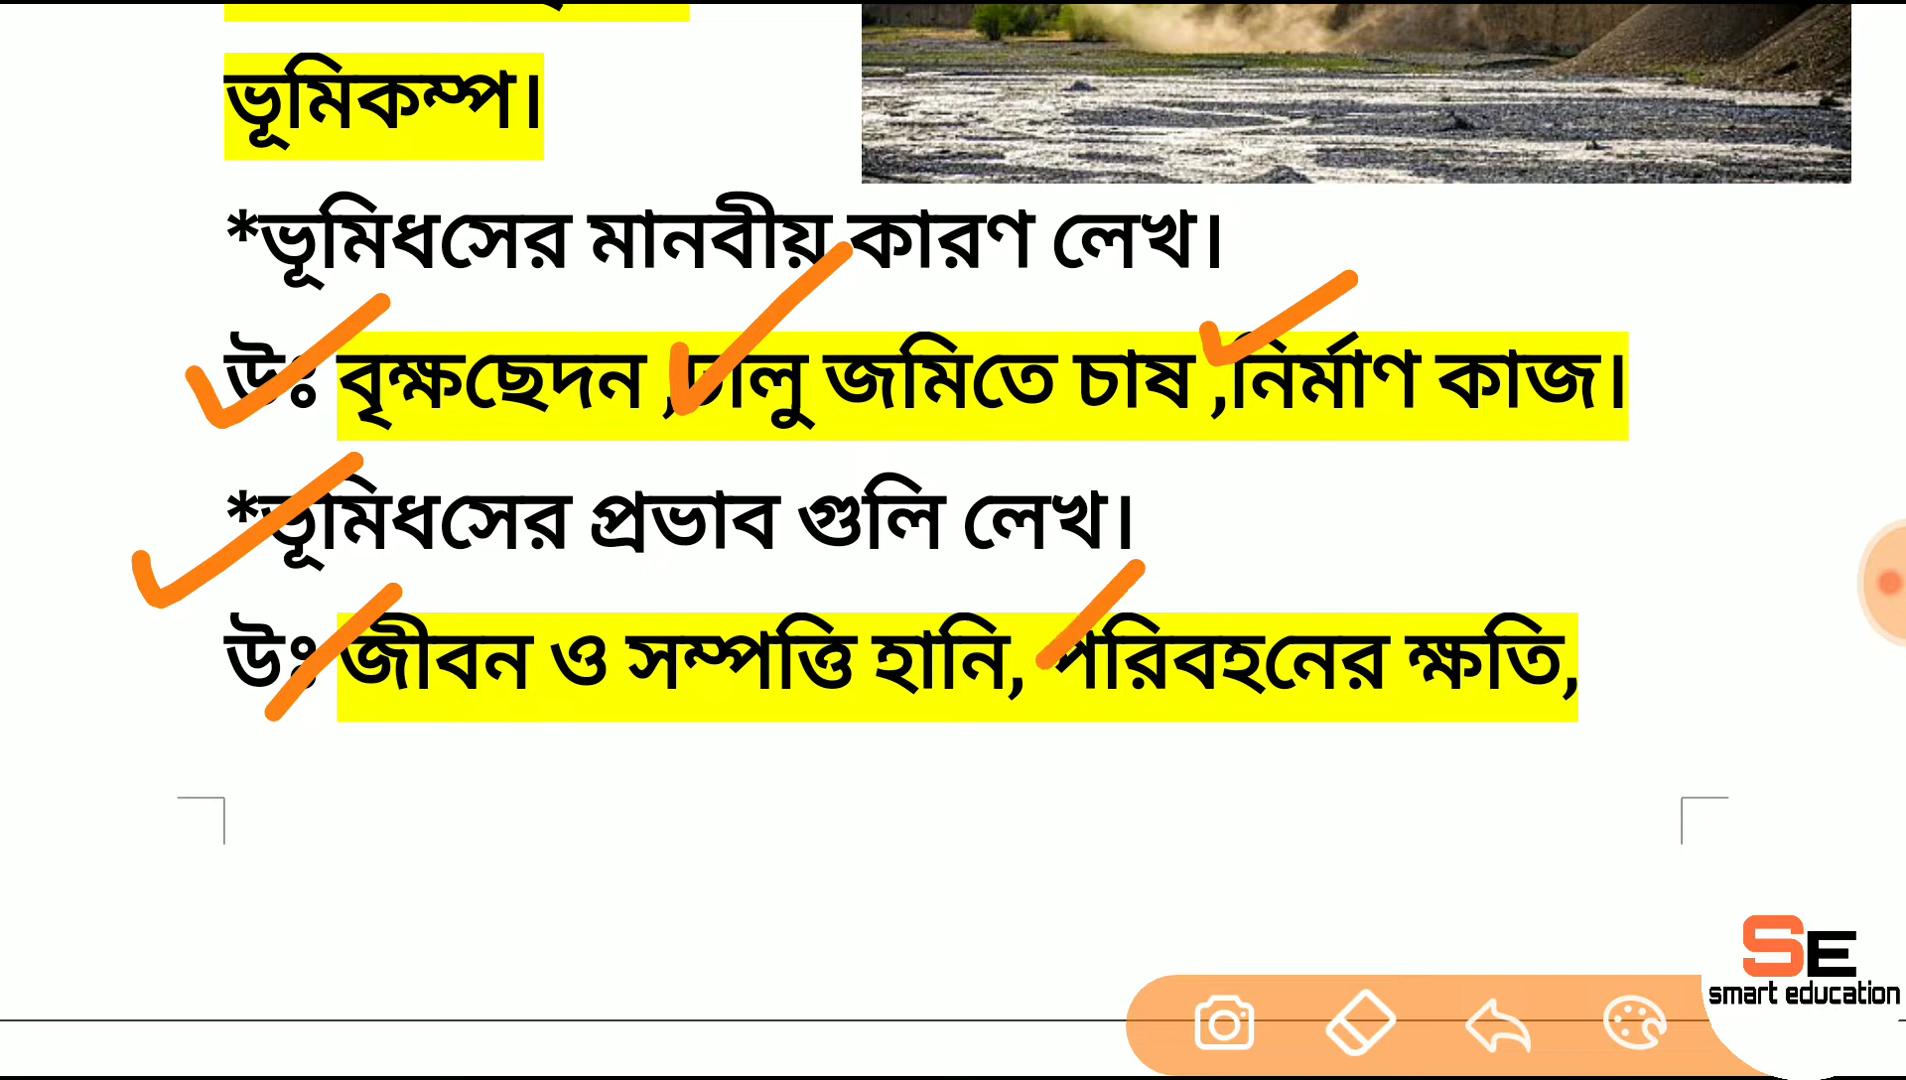 ভূমিকম্প।
*ভূমিধসের মানবীয় কারণ লেখ।
উঃ বৃক্ষছেদন ,ঢালু জমিতে চাষ ,নির্মাণ কাজ।
*ভূমিধসের প্রভাব গুলি লেখ।
উঃ জীবন ও সম্পত্তি হানি, পরিবহনের ক্ষতি,
SE
smart education